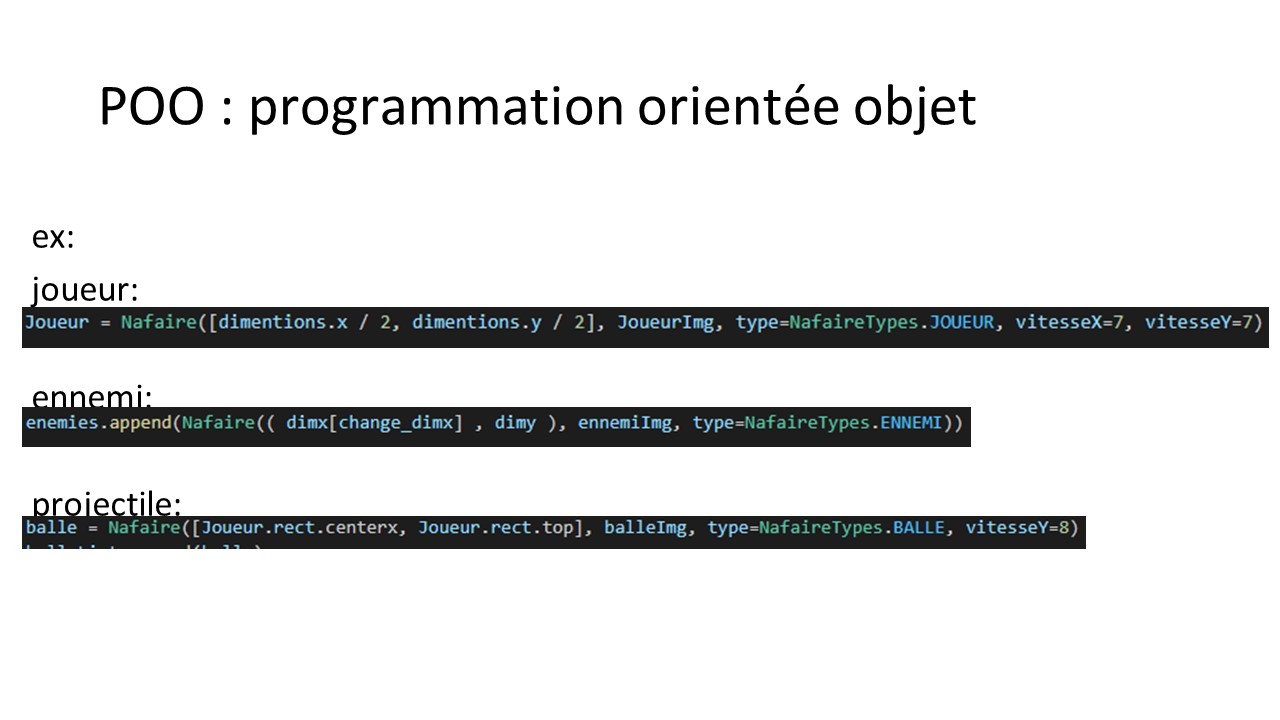 POO : programmation orientée objet
ex:
joueur:
Joueur = Nafaire([dimentions.x / 2, dimentions.y / 2], JoueurImg, type=NafaireTypes.JOUEUR, vitesseX=7, vitesseY=7)
ennemi:
enemies.append(Nafaire(( dimx[change_dimx] , dimy ), ennemiImg, type=NafaireTypes.ENNEMI))
projectile:
balle = Nafaire([Joueur.rect.centerx, Joueur.rect.top], balleImg, type=NafaireTypes.BALLE, vitesseY=8)